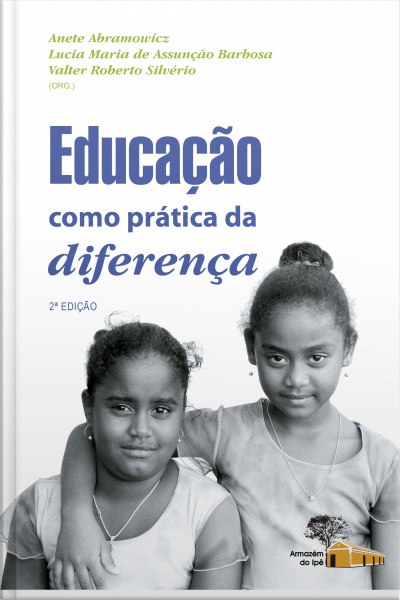 Anete Abramowicz
Lucia Maria de Assunção Barbosa
Valter Roberto Silvério
(ORG.)
Educação
como prática da
diferença
2ª EDIÇÃO
Armazém
do Ipê